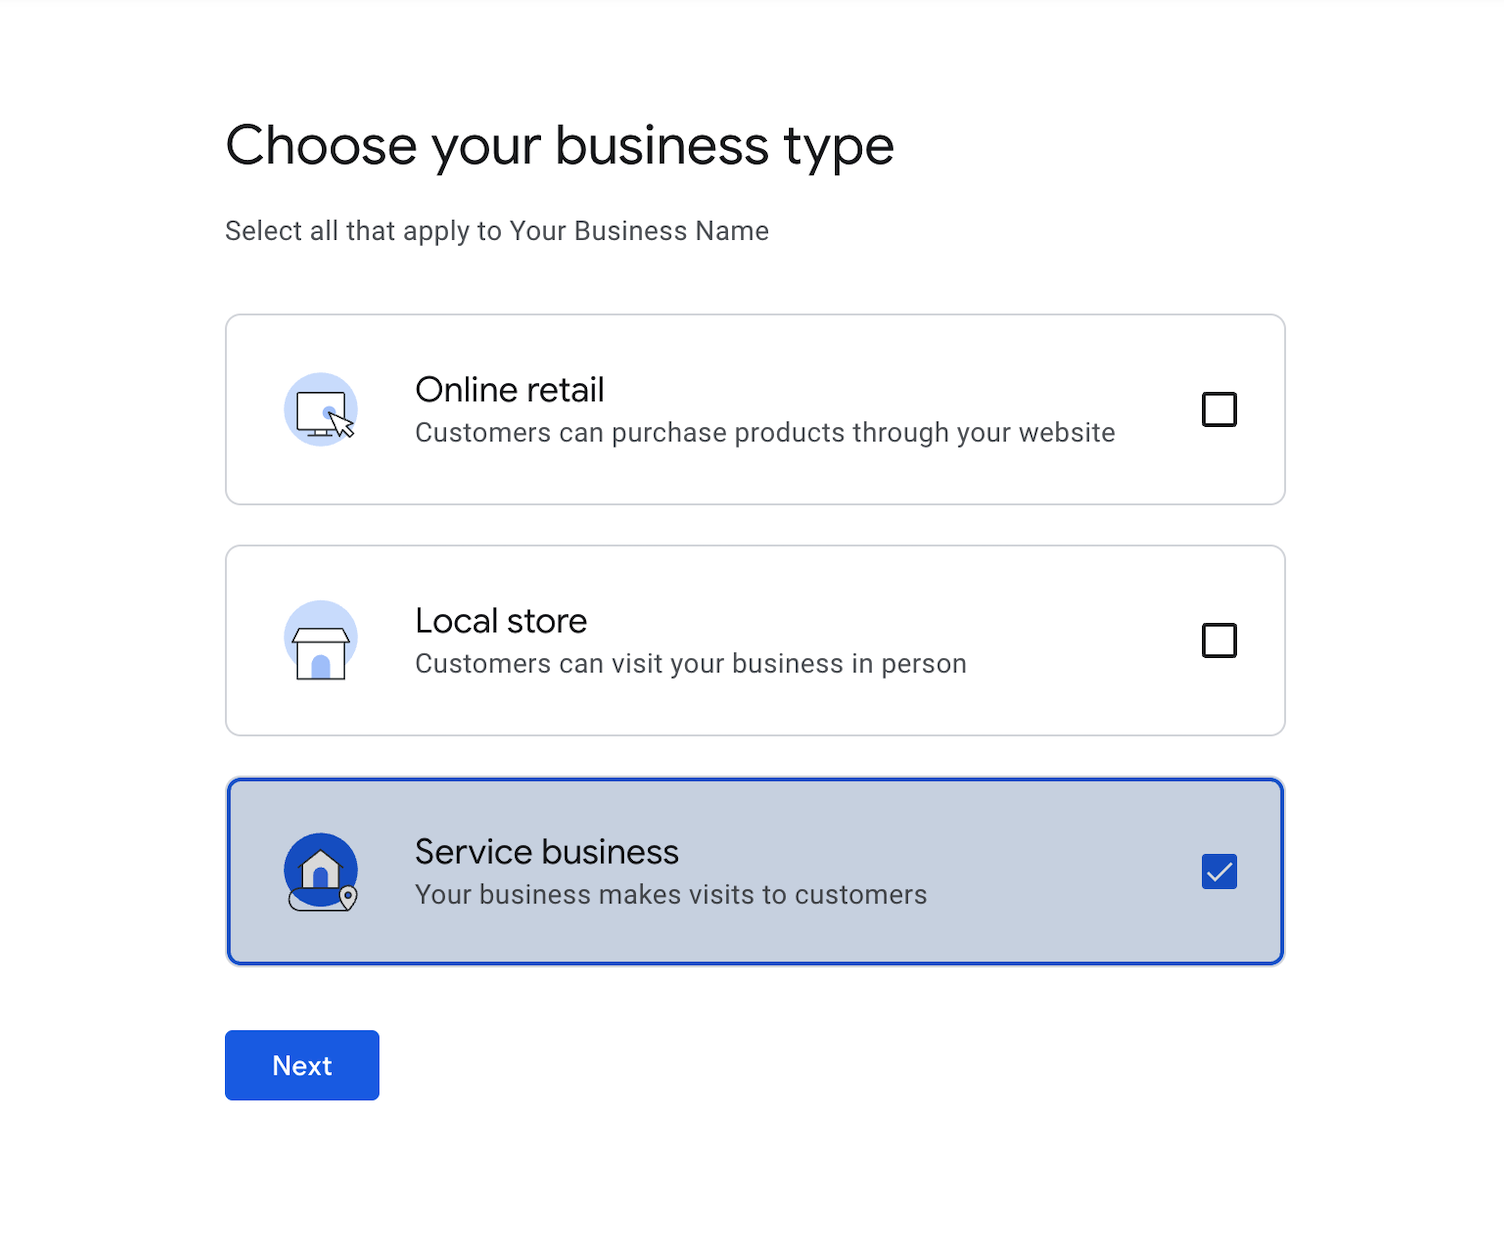 Choose your business type
Select all that apply to Your Business Name
Online retail
Customers can purchase products through your website
Local store
Customers can visit your business in person
Service business
Your business makes visits to customers
Next